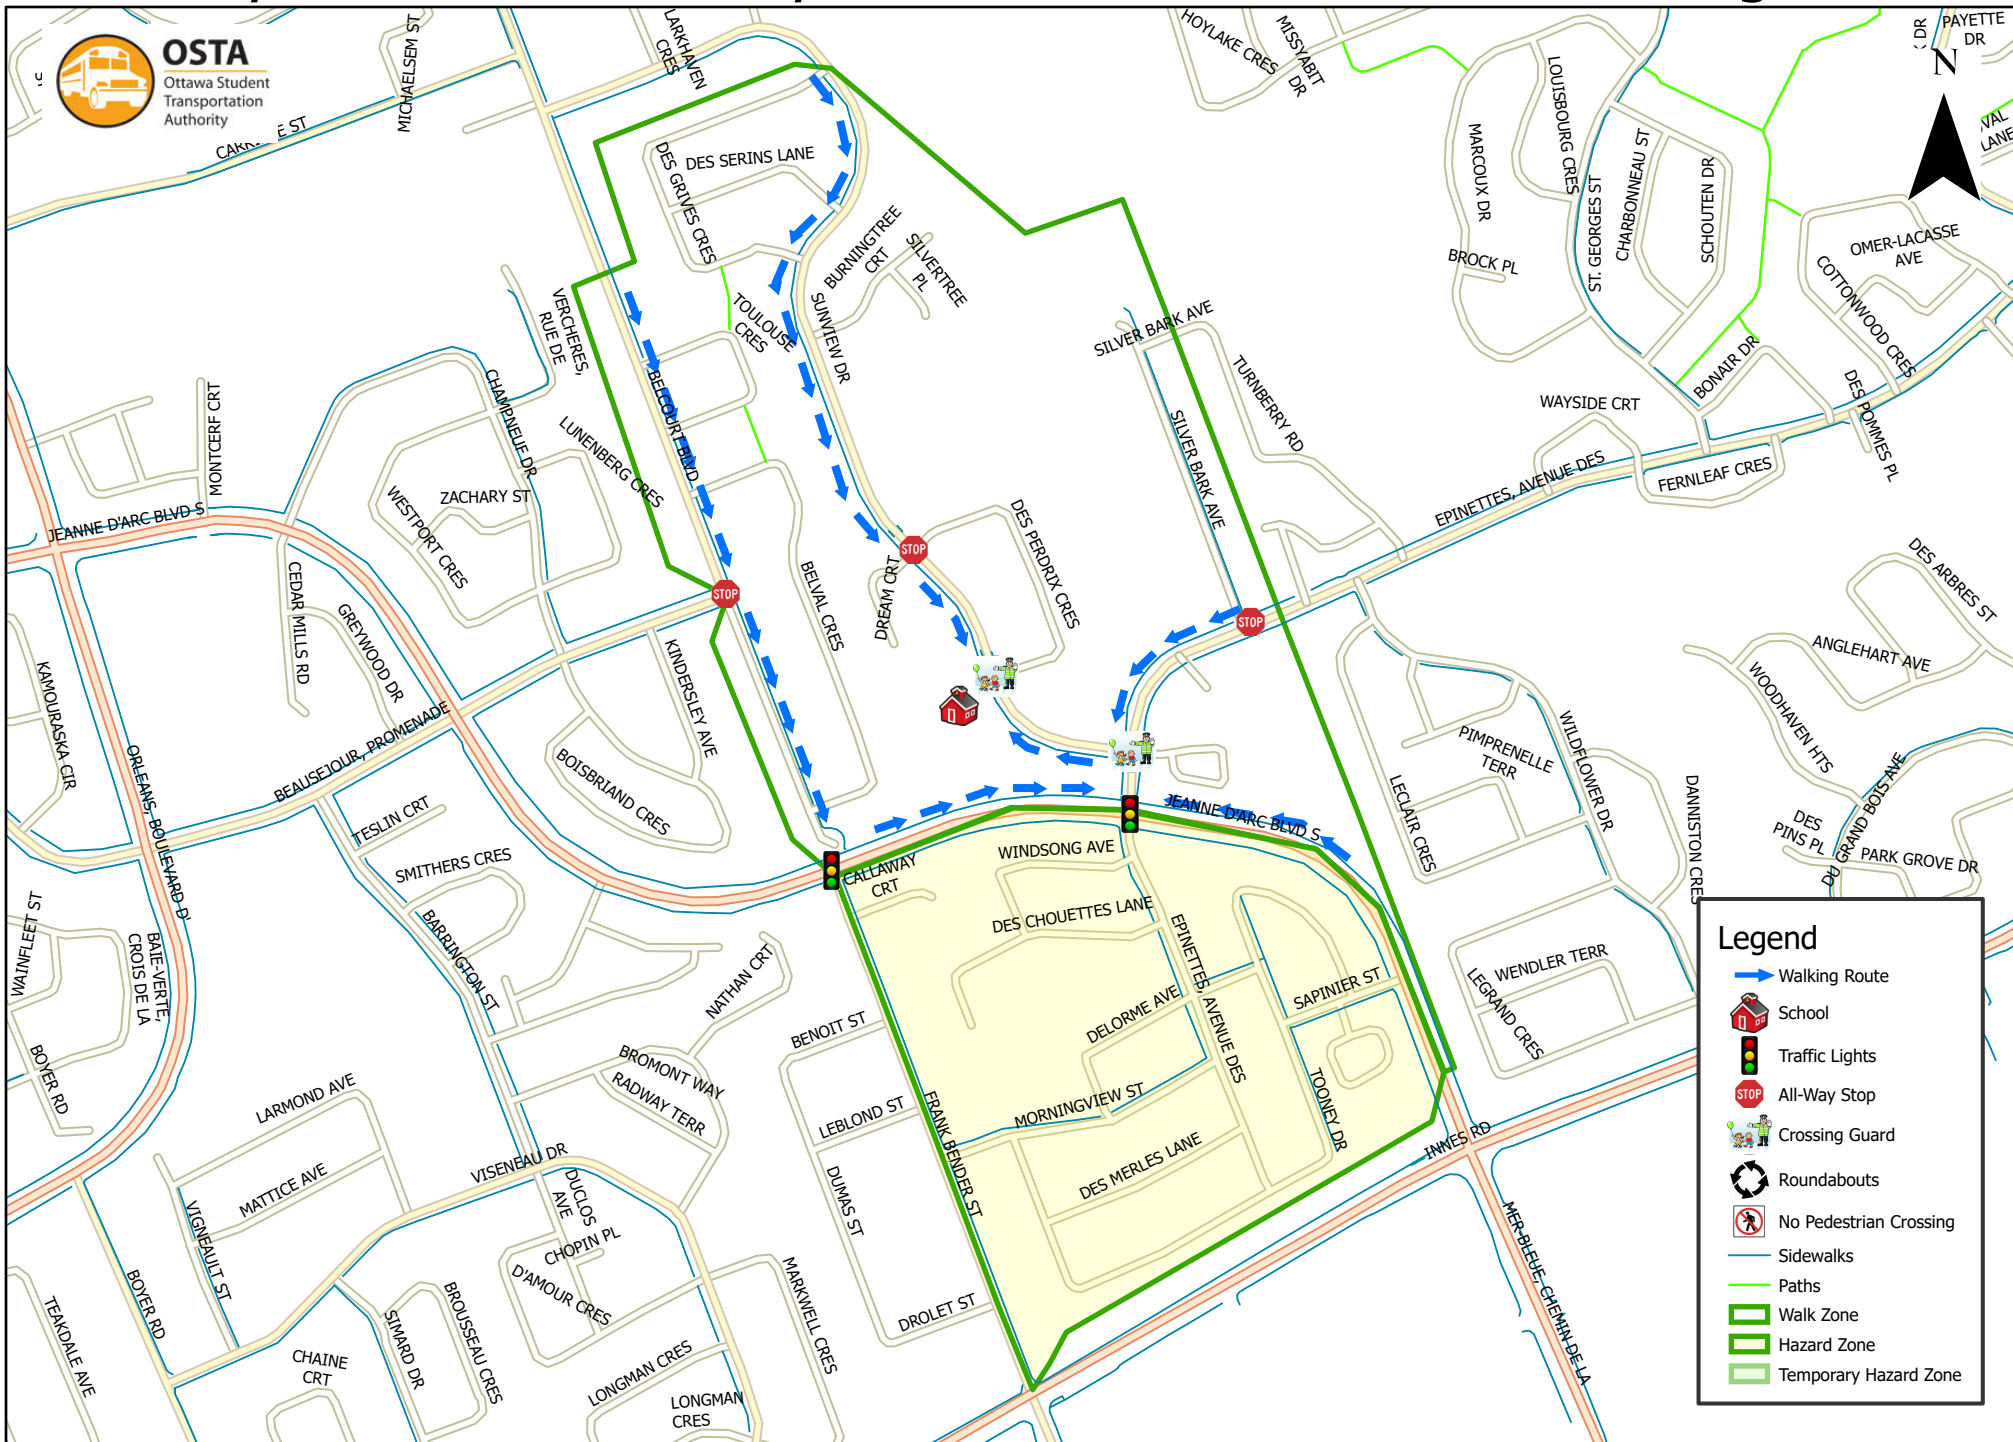 OSTA
Ottawa Student
Transportation
Authority
MICHAELSEM ST
LARKHAVEN
CRES
HOYLAKE CRES
MISSYABIT
DR
LOUISBOURG CRES
PAYETTE
DR
N
DES SERINS LANE
DES GRIVES CRES
MARCOUX DR
CHARBONNEAU ST
SCHOUTEN DR
ST. GEORGES ST
BROCK PL
OMER-LACASSE
AVE
COTTONWOOD CRES
BURNINGTREE
CRT
SILVERTREE
PL
VERCHERES,
RUE DE
TOULOUSE
CRES
SUNVIEW DR
SILVER BARK AVE
TURNBERRY RD
BONAIR DR
DES POMMES PL
WAYSIDE CRT
FERNLEAF CRES
EPINETTES, AVENUE DES
MONTCERF CRT
CHAMPNEUF DR
LUNENBERG CRES
BELCOURT BLVD
SILVER BARK AVE
JEANNE D'ARC BLVD S
WESTPORT CRES
ZACHARY ST
DES PERDRIX CRES
DES ARBRES ST
ANGLEHART AVE
CEDAR MILLS RD
GREYWOOD DR
STOP
STOP
STOP
DREAM CRT
BELVAL CRES
KINDERSLEY AVE
KAMOURASKA CIR
ORLEANS, BOULEVARD D'
BEAUSEJOUR, PROMENADE
BOISBRIAND CRES
WOODHAVEN HTS
PIMPRENELLE
TERR
WILDFLOWER DR
LECLAIR CRES
DANNISTON CRES
DES
PINS PL
DU GRAND BOIS AVE
PARK GROVE DR
TESLIN CRT
SMITHERS CRES
JEANNE D'ARC BLVD S
WINDSONG AVE
CALLAWAY
CRT
DES CHOUETTES LANE
EPINETTES, AVENUE DES
WAINFLEET ST
BAIE-VERTE,
CROIS DE LA
BARRINGTON ST
NATHAN CRT
BENOIT ST
DELORME AVE
SAPINIER ST
WENDLER TERR
LEGRAND CRES
BOYER RD
LARMOND AVE
BROMONT WAY
RADWAY TERR
LEBLOND ST
FRANK BENDER ST
MORNINGVIEW ST
TOONEY DR
DES MERLES LANE
INNES RD
MATTICE AVE
VISENEAU DR
VIGNEAULT ST
DUCLOS
AVE
CHOPIN PL
D'AMOUR CRES
DUMAS ST
MER-BLEUE, CHEMIN DE LA
BOYER RD
TEAKDALE AVE
SIMARD DR
BROUSSEAU CRES
MARKWELL CRES
DROLET ST
CHAINE
CRT
LONGMAN CRES
LONGMAN
CRES
Legend
Walking Route
School
Traffic Lights
STOP
All-Way Stop
Crossing Guard
Roundabouts
No Pedestrian Crossing
Sidewalks
Paths
Walk Zone
Hazard Zone
Temporary Hazard Zone